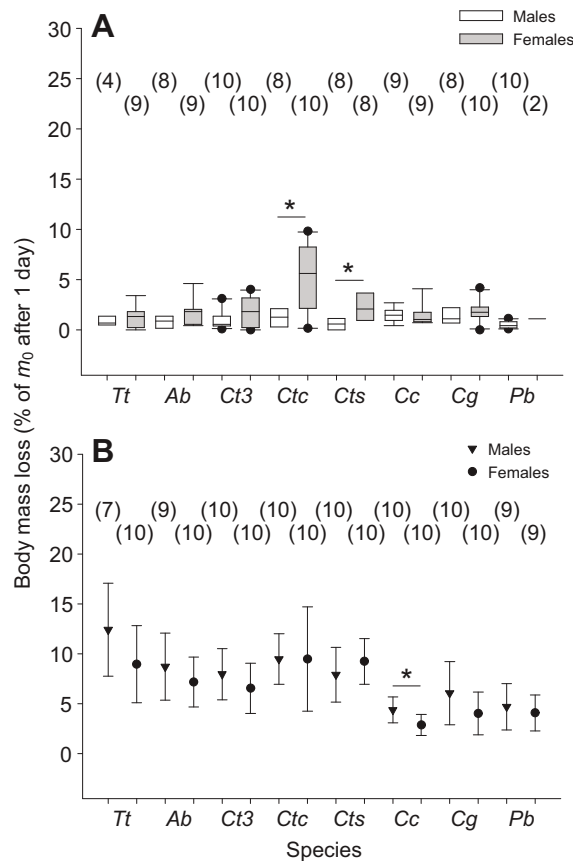 A
Males
Females
30
(4) (8) (10) (8) (8) (9) (8) (10)
25
(9) (9) (10) (10) (8) (9) (10) (2)
20
15
10
*
*
5
0
Tt Ab Ct3 Ctc Cts Cc Cg Pb
Body mass loss (% of m0 after 1 day)
B
Males
Females
30
25
(7) (9) (10) (10) (10) (10) (10) (9)
(10) (10) (10) (10) (10) (10) (10) (9)
20
15
10
*
5
0
Tt Ab Ct3 Ctc Cts Cc Cg Pb
Species